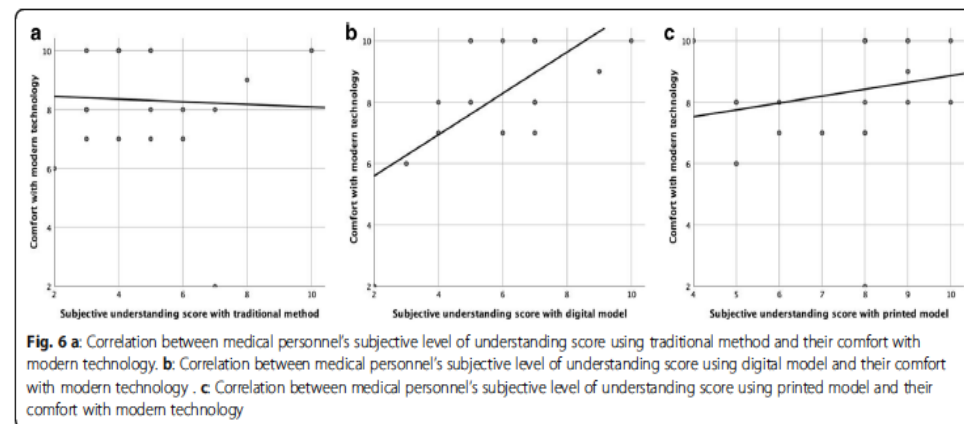 a
b
c
Comfort with modern technology
10
8
6
4
2
2
4
6
8
10
Subjective understanding score with traditional method
Comfort with modern technology
10
8
6
4
2
2
4
6
8
10
Subjective understanding score with digital model
Comfort with modern technology
10
8
6
4
2
4
5
6
7
8
9
10
Subjective understanding score with printed model
Fig. 6 a: Correlation between medical personnel's subjective level of understanding score using traditional method and their comfort with
modern technology. b: Correlation between medical personnel's subjective level of understanding score using digital model and their comfort
with modern technology . c: Correlation between medical personnel's subjective level of understanding score using printed model and their
comfort with modern technology